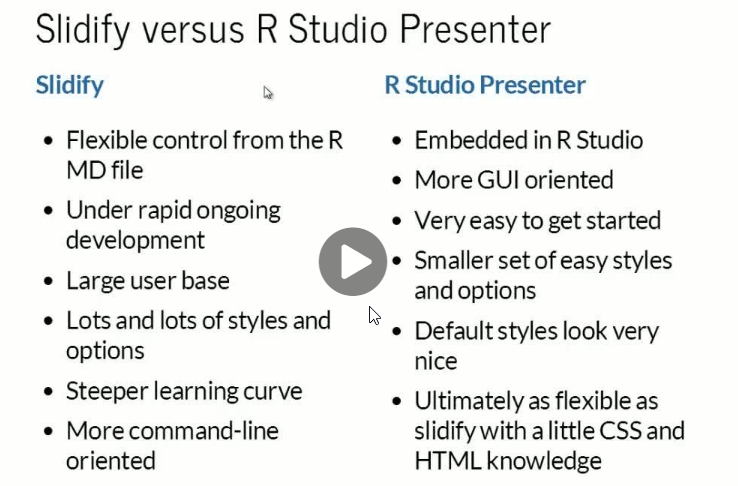 Slidify versus R Studio Presenter
Slidify
Flexible control from the R
MD file
Under rapid ongoing
development
Large user base
Lots and lots of styles and
options
Steeper learning curve
More command-line
oriented
R Studio Presenter
Embedded in R Studio
More GUI oriented
Very easy to get started
Smaller set of easy styles
and options
Default styles look very
nice
Ultimately as flexible as
slidify with a little CSS and
HTML knowledge